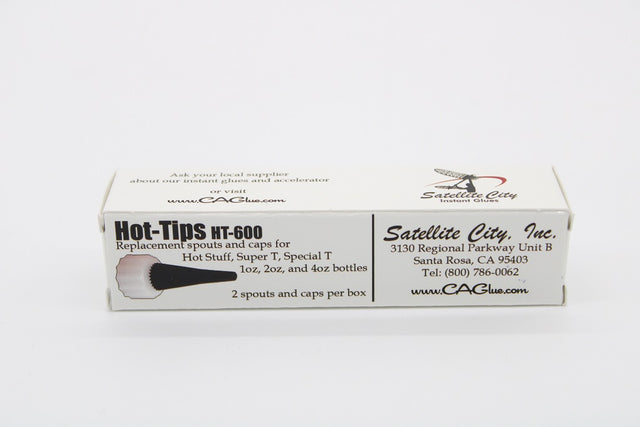 Ask your local supplier
about our instant glues and accelerator
or visit
www.CAGlue.com
Satellite City
Instant Glues
Hot-Tips HT-600
Replacement spouts and caps for
Hot Stuff, Super T, Special T
1oz, 2oz, and 4oz bottles
2 spouts and caps per box
Satellite City, Inc.
3130 Regional Parkway Unit B
Santa Rosa, CA 95403
Tel: (800) 786-0062
www.CAGlue.com